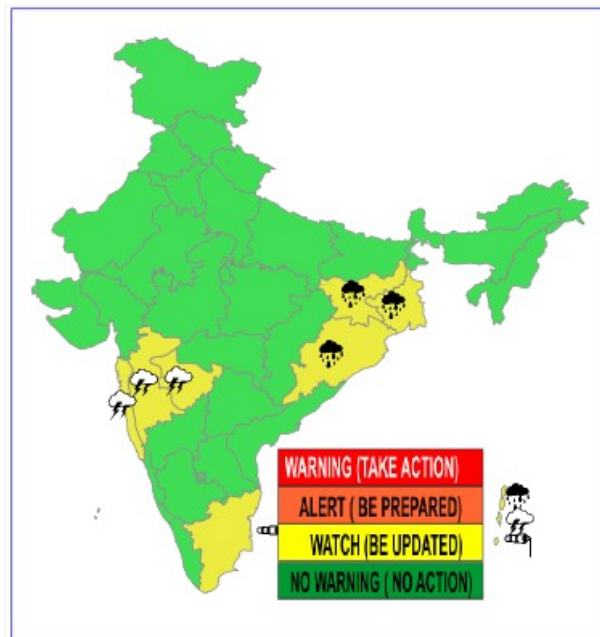 WARNING (TAKE ACTION)
ALERT ( BE PREPARED)
WATCH (BE UPDATED)
NO WARNING ( NO ACTION)